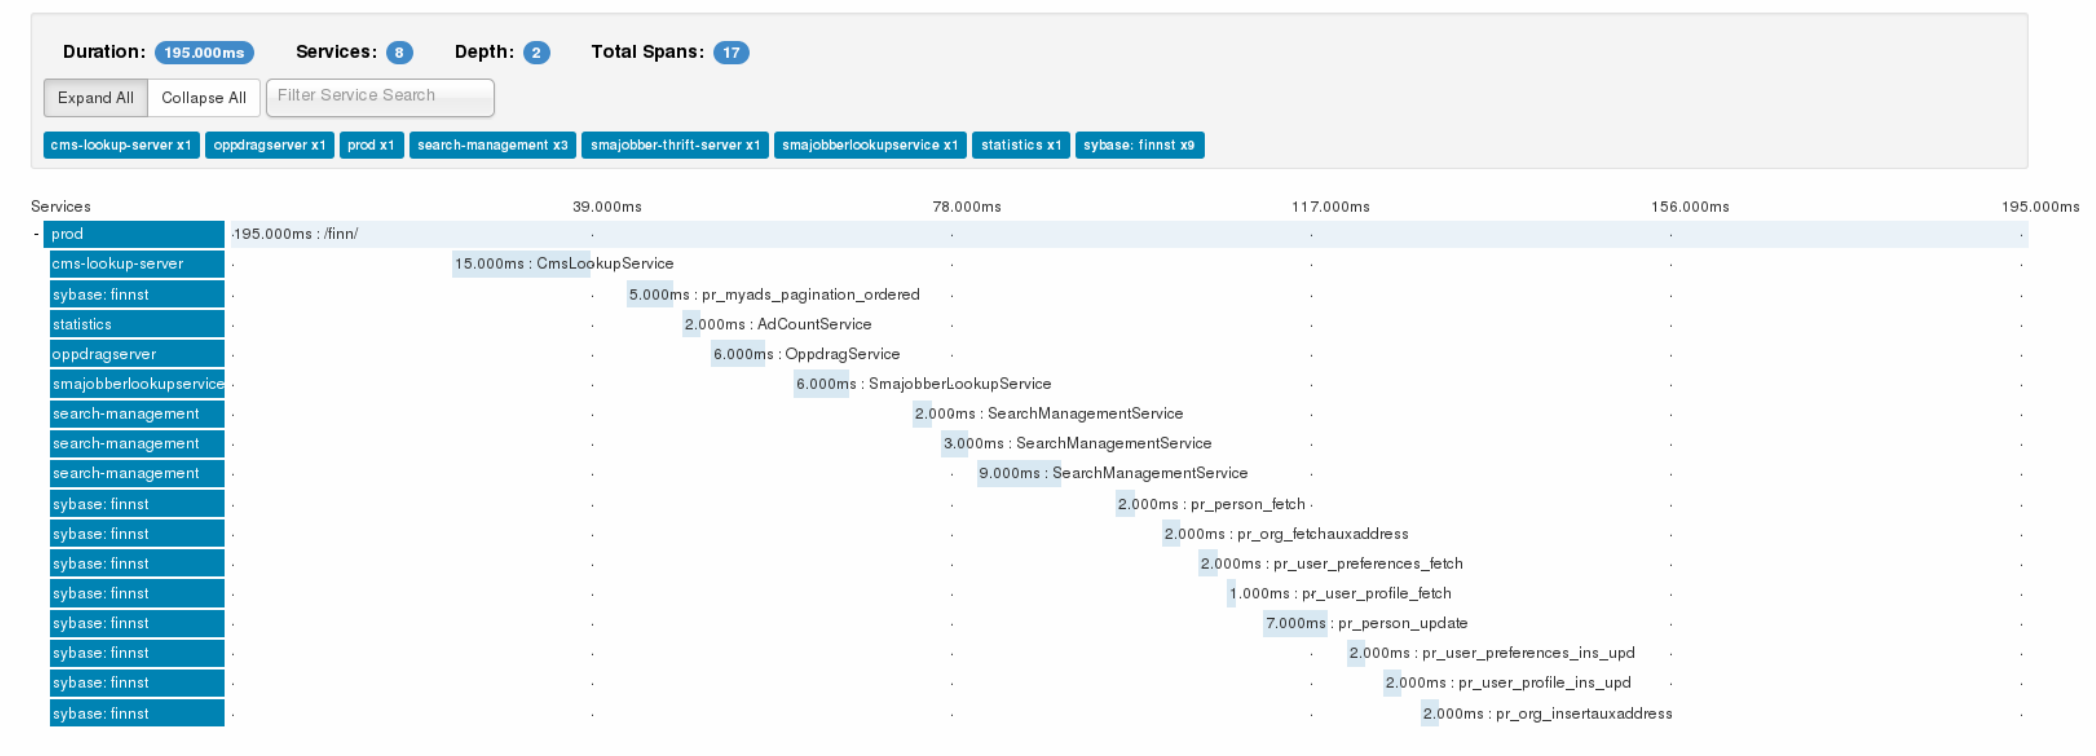 Duration: 195.000ms Services: 8 Depth: 2 Total Spans: 17
Expand All Collapse All Filter Service Search
cms-lookup-server x1 oppdragserver x1 prod x1 search-management x3 smajobber-thrift-server x1 smajobberlookupservice x1 statistics x1 sybase: finnst x9
Services 39.000ms 78.000ms 117.000ms 156.000ms 195.000ms
- prod 195.000ms : /finn/
cms-lookup-server 15.000ms : CmsLookupService
sybase: finnst 5.000ms : pr_myads_pagination_ordered
statistics 2.000ms : AdCountService
oppdragserver 6.000ms : OppdragService
smajobberlookupservice 6.000ms : SmajobberLookupService
search-management 2.000ms : SearchManagementService
search-management 3.000ms : SearchManagementService
search-management 9.000ms : SearchManagementService
sybase: finnst 2.000ms : pr_person_fetch
sybase: finnst 2.000ms : pr_org_fetchauxaddress
sybase: finnst 2.000ms : pr_user_preferences_fetch
sybase: finnst 1.000ms : pr_user_profile_fetch
sybase: finnst 7.000ms : pr_person_update
sybase: finnst 2.000ms : pr_user_preferences_ins_upd
sybase: finnst 2.000ms : pr_user_profile_ins_upd
sybase: finnst 2.000ms : pr_org_insertauxaddress